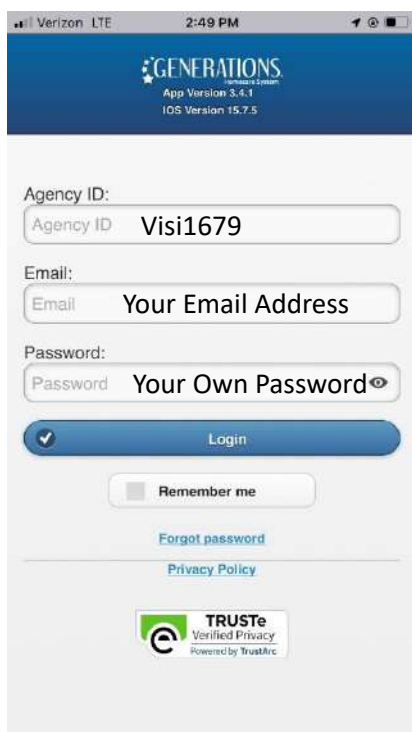 Verizon LTE 2:49 PM
GENERATIONS
Homecare System
App Version 3.4.1
IOS Version 15.7.5
Agency ID:
Agency ID Visi1679
Email:
Email Your Email Address
Password:
Password Your Own Password
Login
Remember me
Forgot password
Privacy Policy
TRUSTe
Verified Privacy
Powered by TrustArc